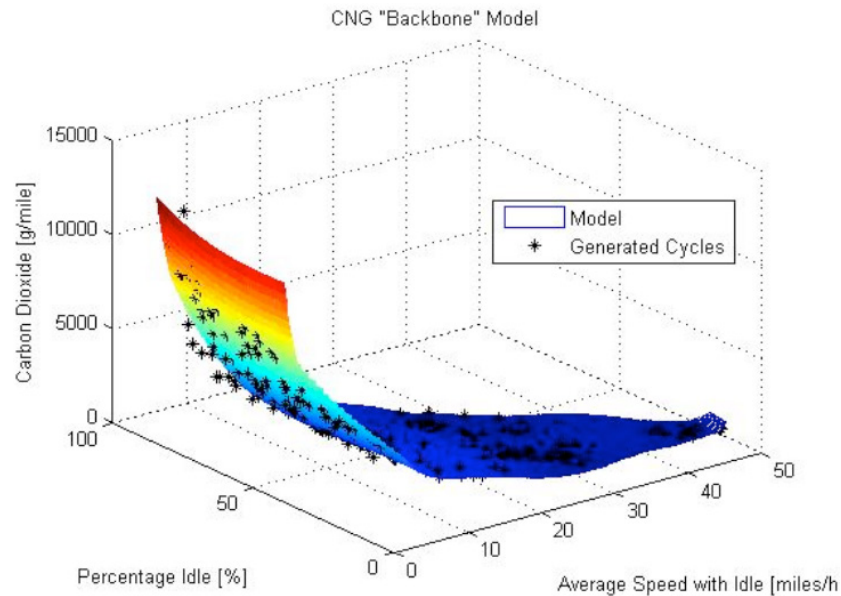 CNG "Backbone" Model
15000
10000
5000
0
100
50
0
0
10
20
30
40
50
Carbon Dioxide [g/mile]
Percentage Idle [%]
Average Speed with Idle [miles/h
Model
Generated Cycles